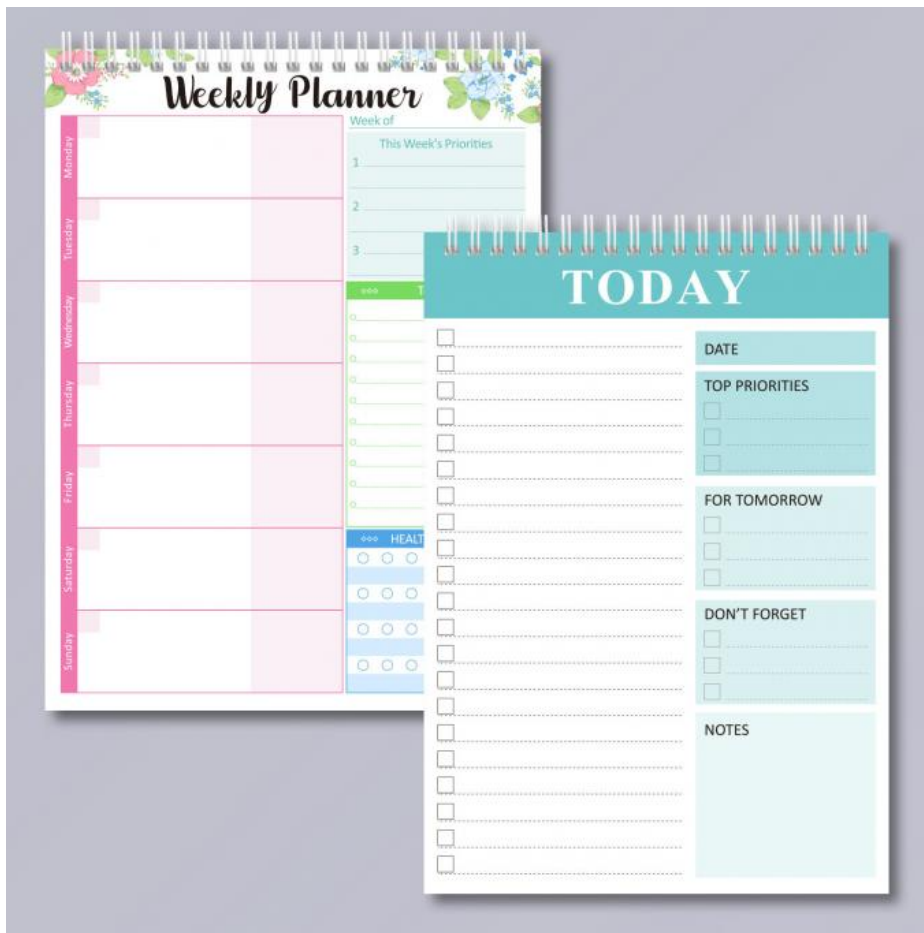 Weekly Planner
Week of
This Week's Priorities
1
2
3
Monday
Tuesday
Wednesday
Thursday
Friday
Saturday
Sunday
TODAY
DATE
TOP PRIORITIES
FOR TOMORROW
DON'T FORGET
NOTES